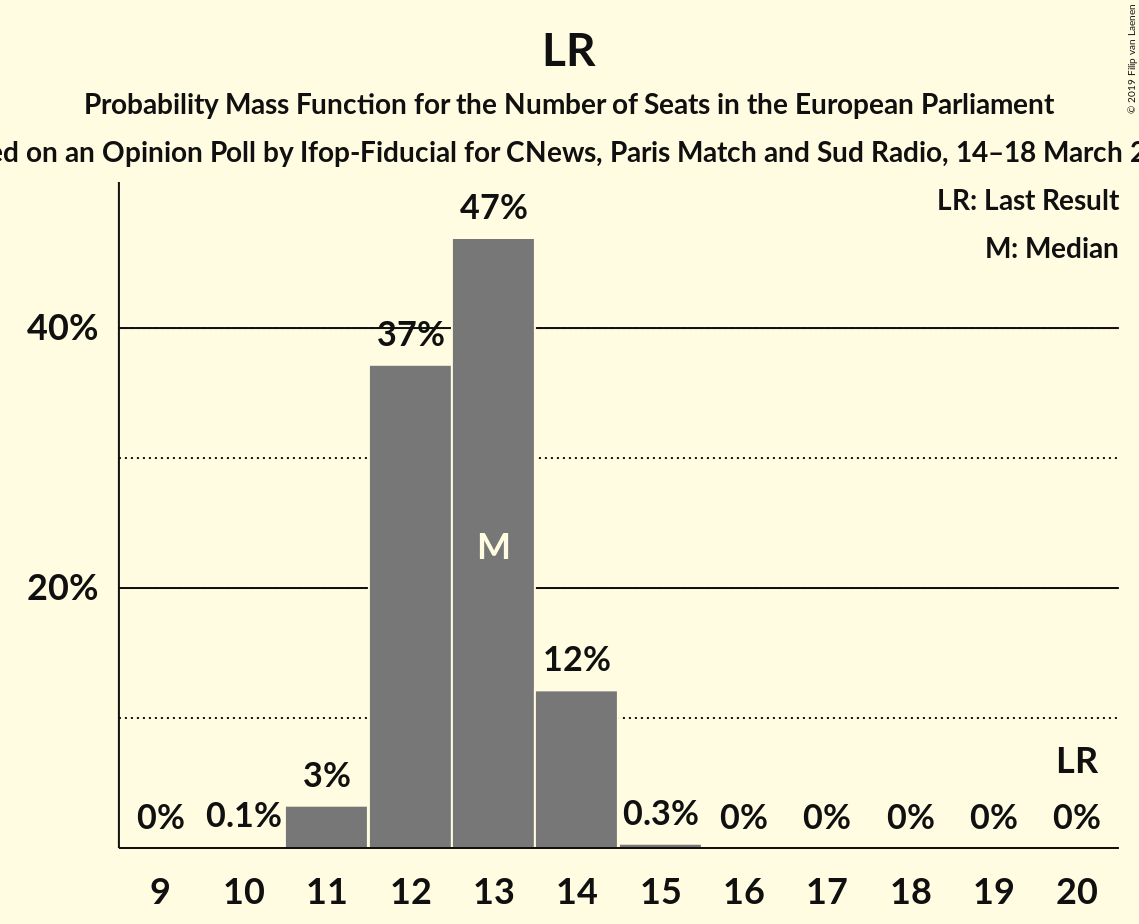 LR
Probability Mass Function for the Number of Seats in the European Parliament
ed on an Opinion Poll by Ifop-Fiducial for CNews, Paris Match and Sud Radio, 14–18 March 2
© 2019 Filip van Laenen
LR: Last Result
M: Median
47%
40%
37%
M
20%
12%
LR
3%
0% 0.1% 0.3% 0% 0% 0% 0% 0%
9 10 11 12 13 14 15 16 17 18 19 20